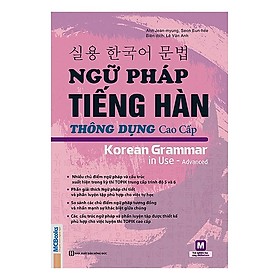 Ahn Jean-myung, Seon Eun-hee
Biên dịch: Lê Vân Anh
실용 한국어 문법
NGỮ PHÁP
TIẾNG HÀN
THÔNG DỤNG Cao Cấp
Korean Grammar
in Use - Advanced
• Nhiều chủ điểm ngữ pháp và cấu trúc
xuất hiện trong kỳ thi TOPIK trung cấp trình độ 5 và 6
• Phần giải thích Ngữ pháp chi tiết
và phần luyện tập phù hợp cho việc tự học
• So sánh các chủ điểm ngữ pháp tương đồng
và nhấn mạnh sự khác biệt giữa chúng
• Các cấu trúc ngữ pháp và phần luyện tập được thiết kế
phù hợp cho việc luyện thi TOPIK cao cấp
MCBooks